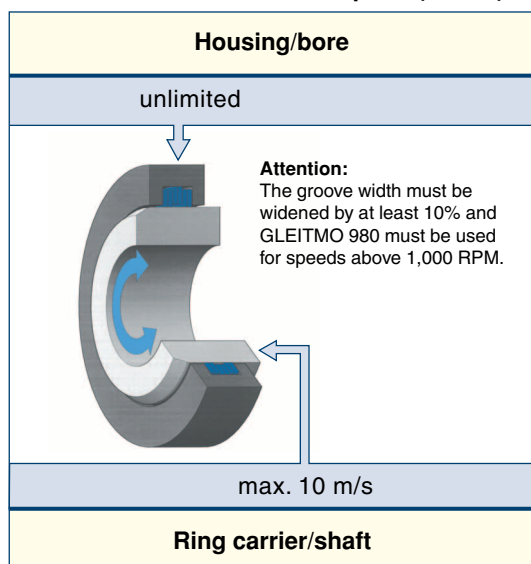 Housing/bore
unlimited
Attention:
The groove width must be
widened by at least 10% and
GLEITMO 980 must be used
for speeds above 1,000 RPM.
max. 10 m/s
Ring carrier/shaft